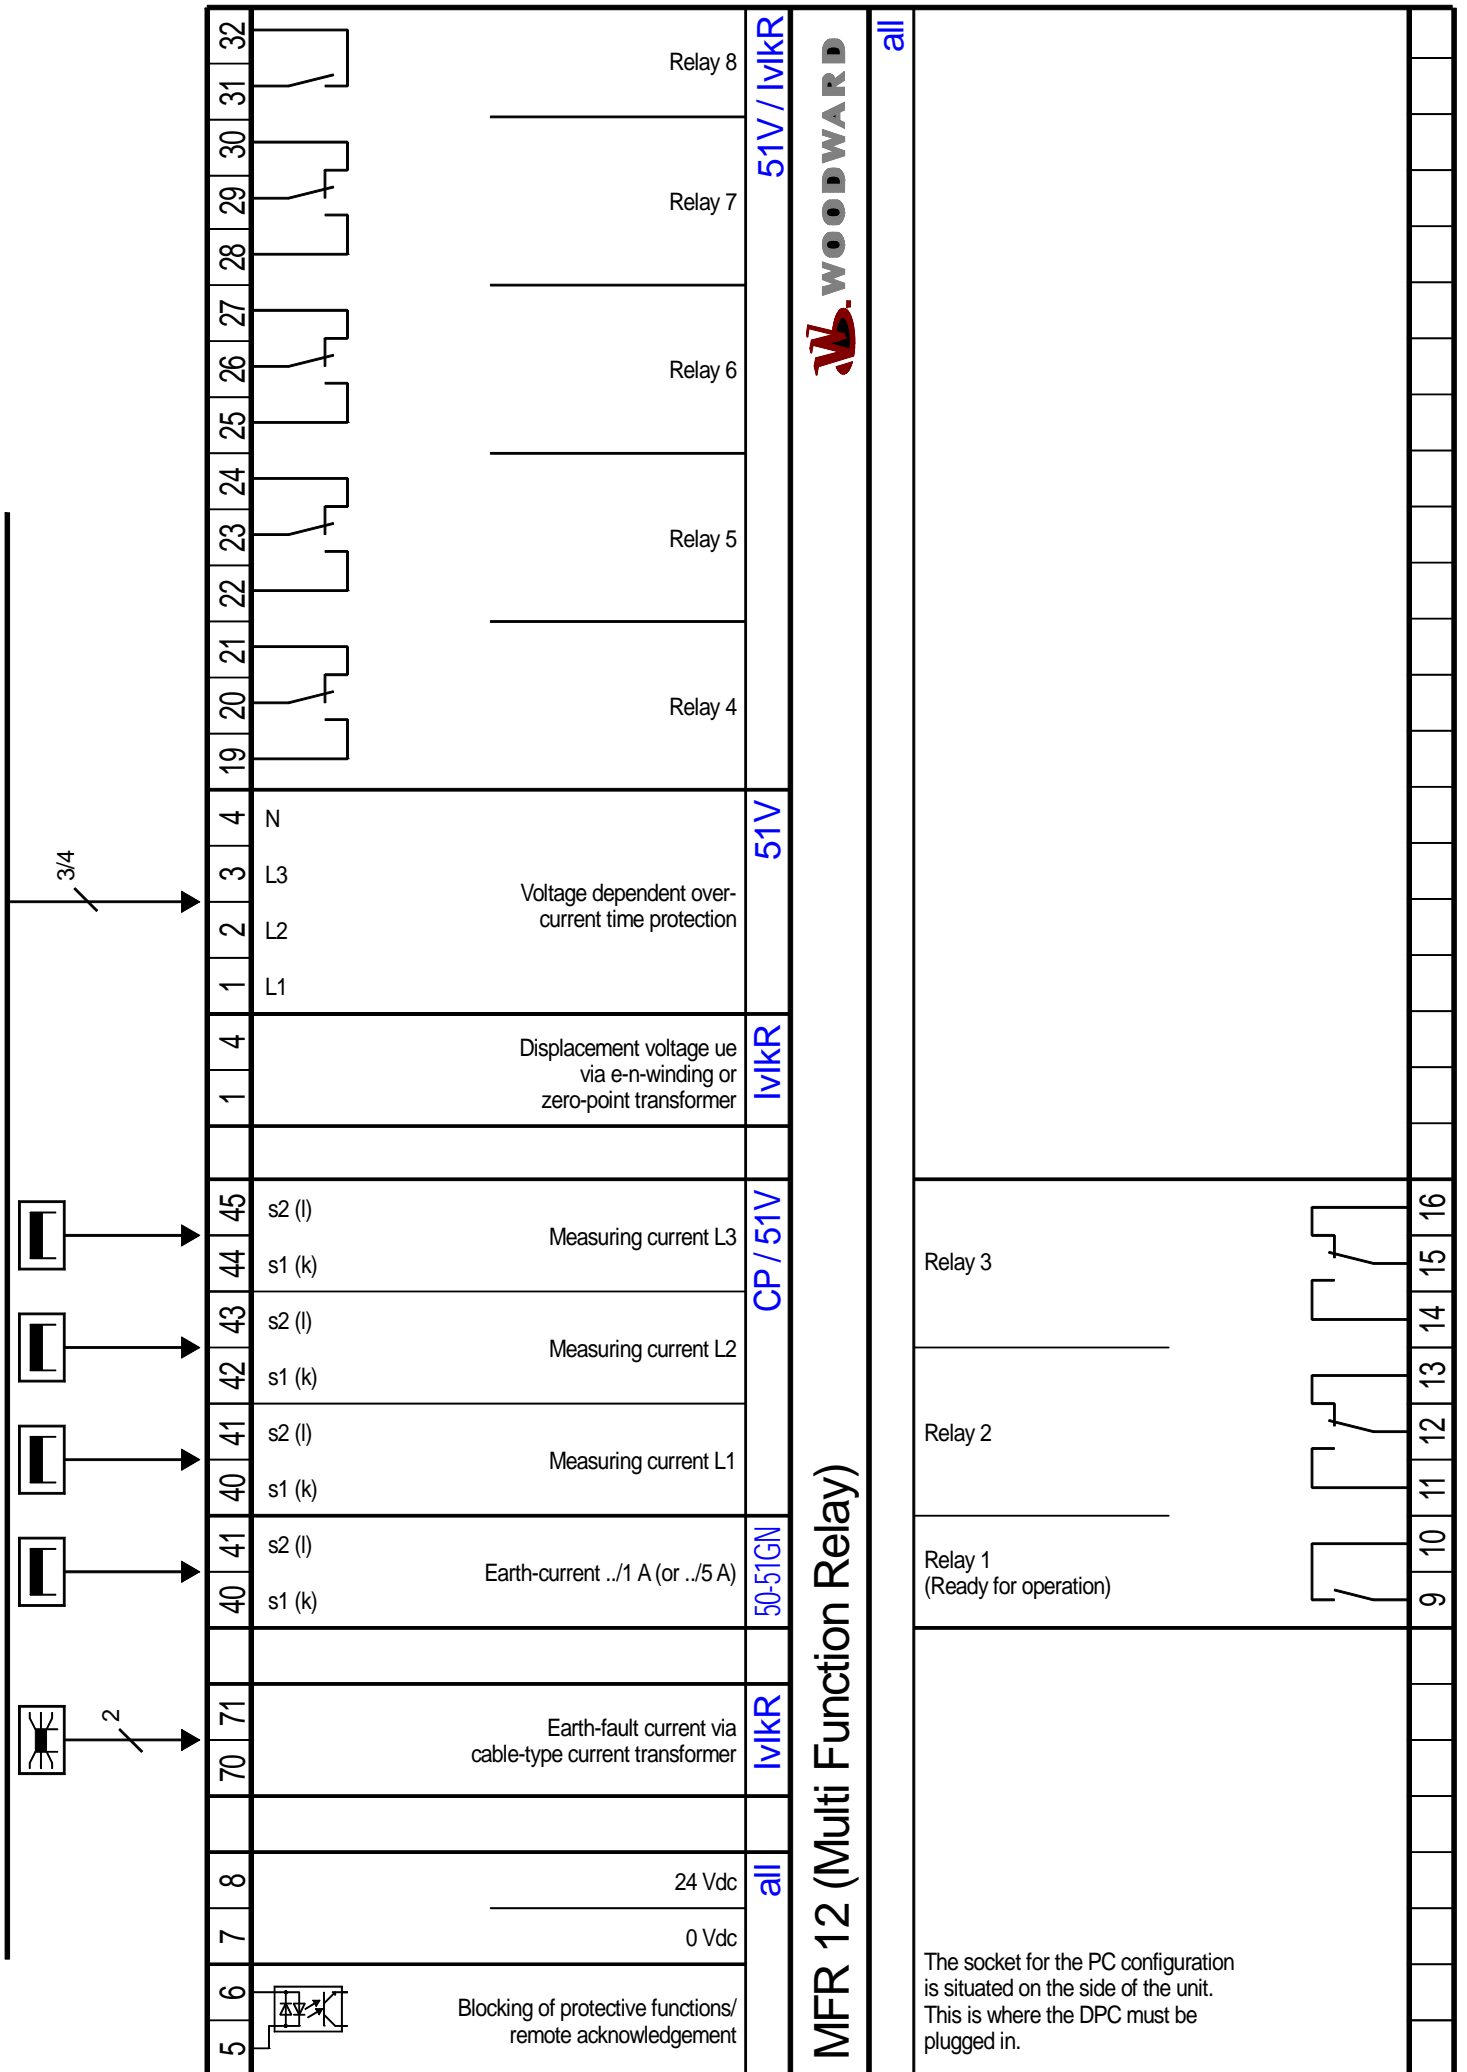 32
Relay 8
31
30
29
Relay 7
28
27
26
Relay 6
25
24
23
Relay 5
22
21
20
Relay 4
19
51V / IvlkR
4
N
3
L3
2
L2
1
L1
Voltage dependent over-
current time protection
51V
3/4
4
1
Displacement voltage ue
via e-n-winding or
zero-point transformer
IvlkR
45
s2 (l)
44
s1 (k)
Measuring current L3
43
s2 (l)
42
s1 (k)
Measuring current L2
41
s2 (l)
40
s1 (k)
Measuring current L1
CP / 51V
41
s2 (l)
40
s1 (k)
Earth-current ../1 A (or ../5 A)
50-51GN
2
71
70
Earth-fault current via
cable-type current transformer
IvlkR
8
24 Vdc
7
0 Vdc
6
5
Blocking of protective functions/
remote acknowledgement
all
WOODWARD
MFR 12 (Multi Function Relay)
all
Relay 3
16
15
14
Relay 2
13
12
11
Relay 1
(Ready for operation)
10
9
The socket for the PC configuration
is situated on the side of the unit.
This is where the DPC must be
plugged in.